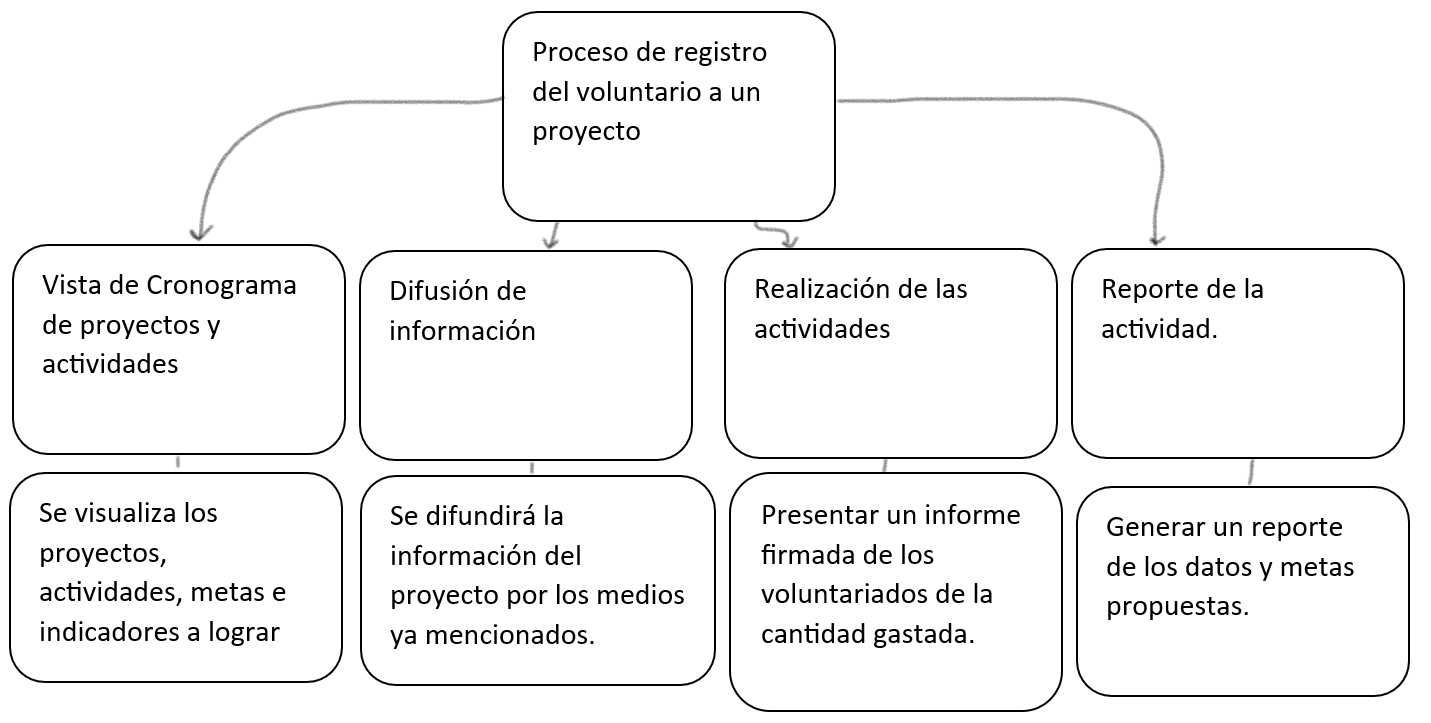 Proceso de registro
del voluntario a un
proyecto
Vista de Cronograma
de proyectos y
actividades
Difusión de
información
Realización de las
actividades
Reporte de la
actividad.
Se visualiza los
proyectos,
actividades, metas e
indicadores a lograr
Se difundirá la
información del
proyecto por los medios
ya mencionados.
Presentar un informe
firmada de los
voluntariados de la
cantidad gastada.
Generar un reporte
de los datos y metas
propuestas.